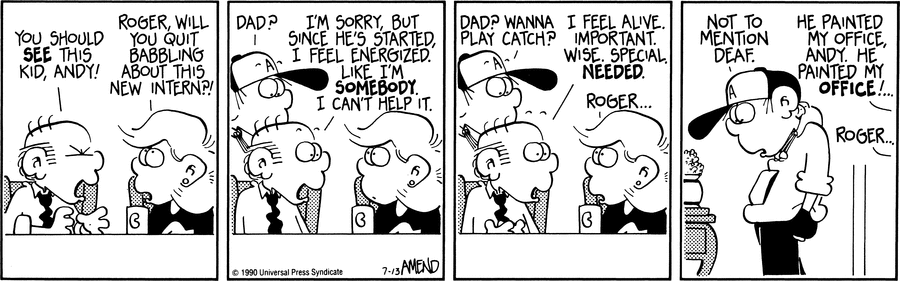 YOU SHOULD
SEE THIS
KID, ANDY!
ROGER, WILL
YOU QUIT
BABBLING
ABOUT THIS
NEW INTERN?!
DAD?
I'M SORRY, BUT
SINCE HE'S STARTED,
I FEEL ENERGIZED.
LIKE I'M
SOMEBODY.
I CAN'T HELP IT.
A
B
© 1990 Universal Press Syndicate
7-13 AMEND
DAD? WANNA
PLAY CATCH?
I FEEL ALIVE.
IMPORTANT.
WISE. SPECIAL.
NEEDED.
ROGER...
A
B
NOT TO
MENTION
DEAF.
HE PAINTED
MY OFFICE,
ANDY. HE
PAINTED MY
OFFICE!...
ROGER...
A